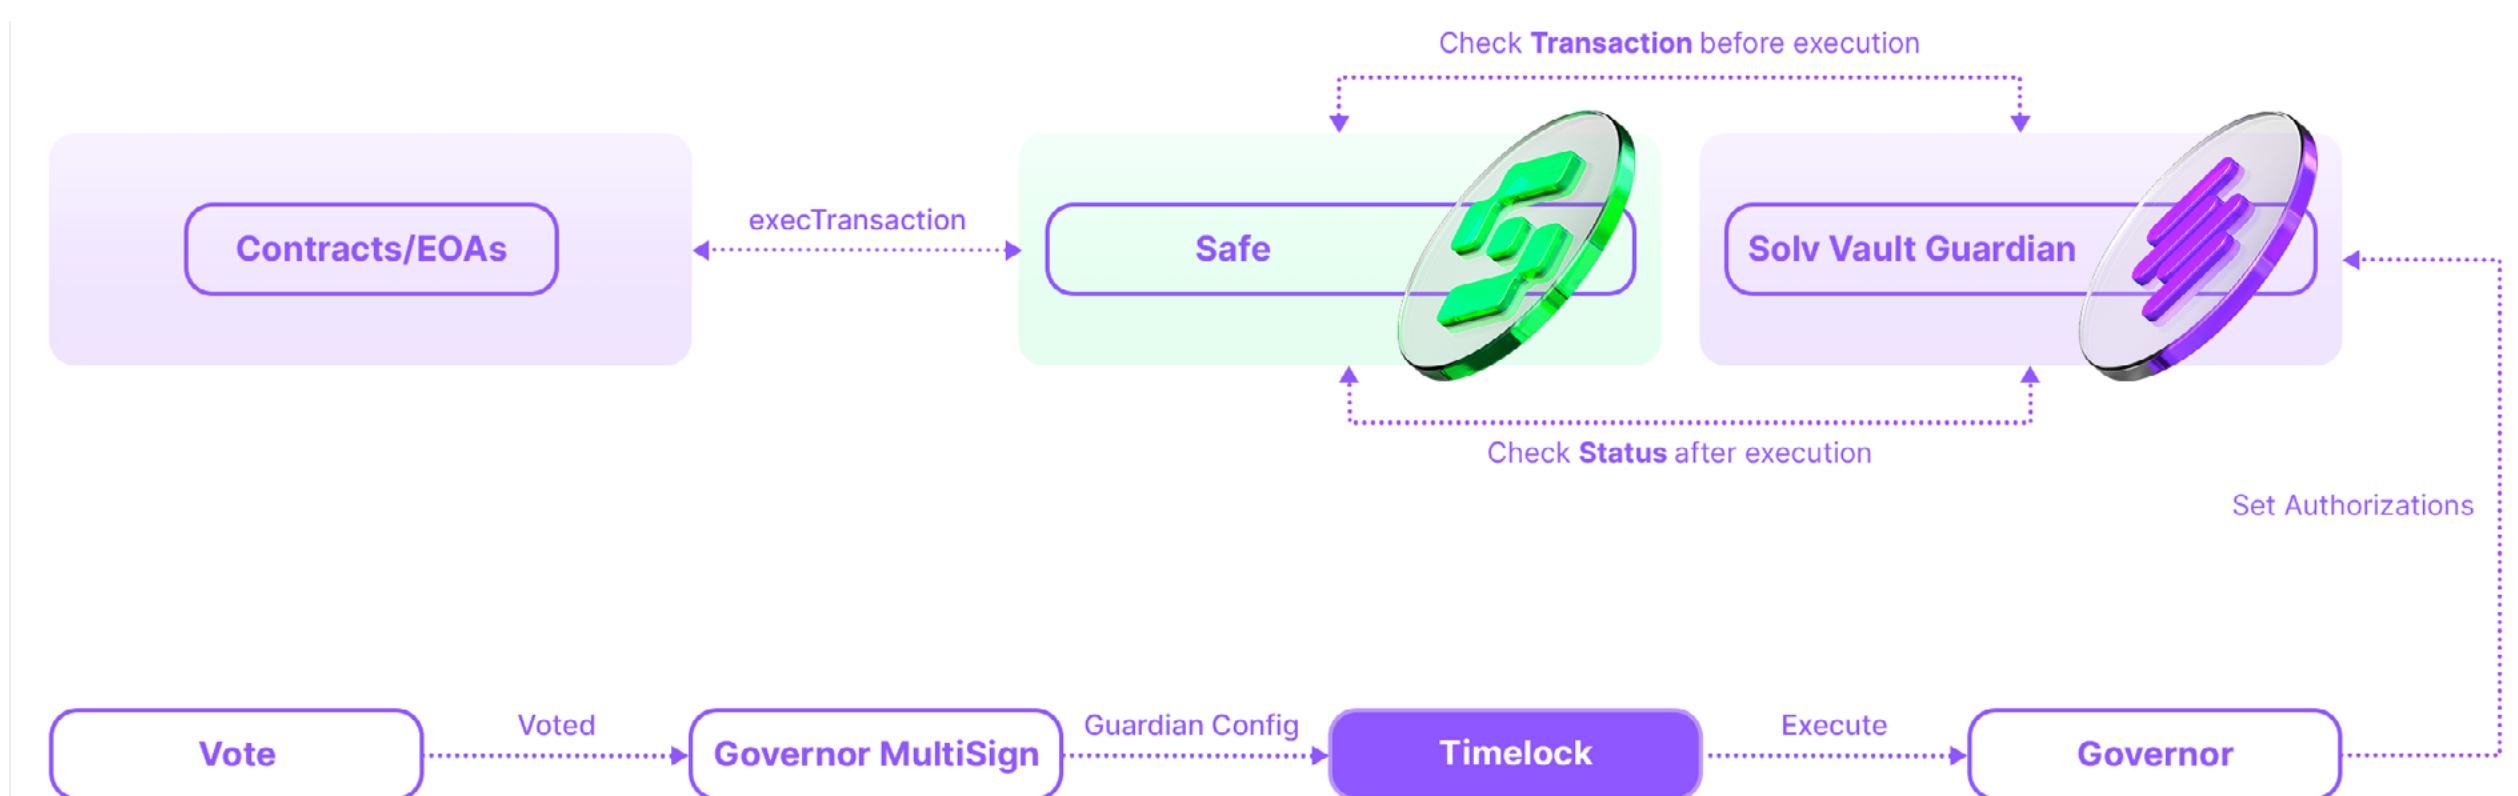 Check Transaction before execution
execTransaction
Contracts/EOAs
Safe
Solv Vault Guardian
Check Status after execution
Set Authorizations
Voted
Guardian Config
Execute
Vote
Governor MultiSign
Timelock
Governor